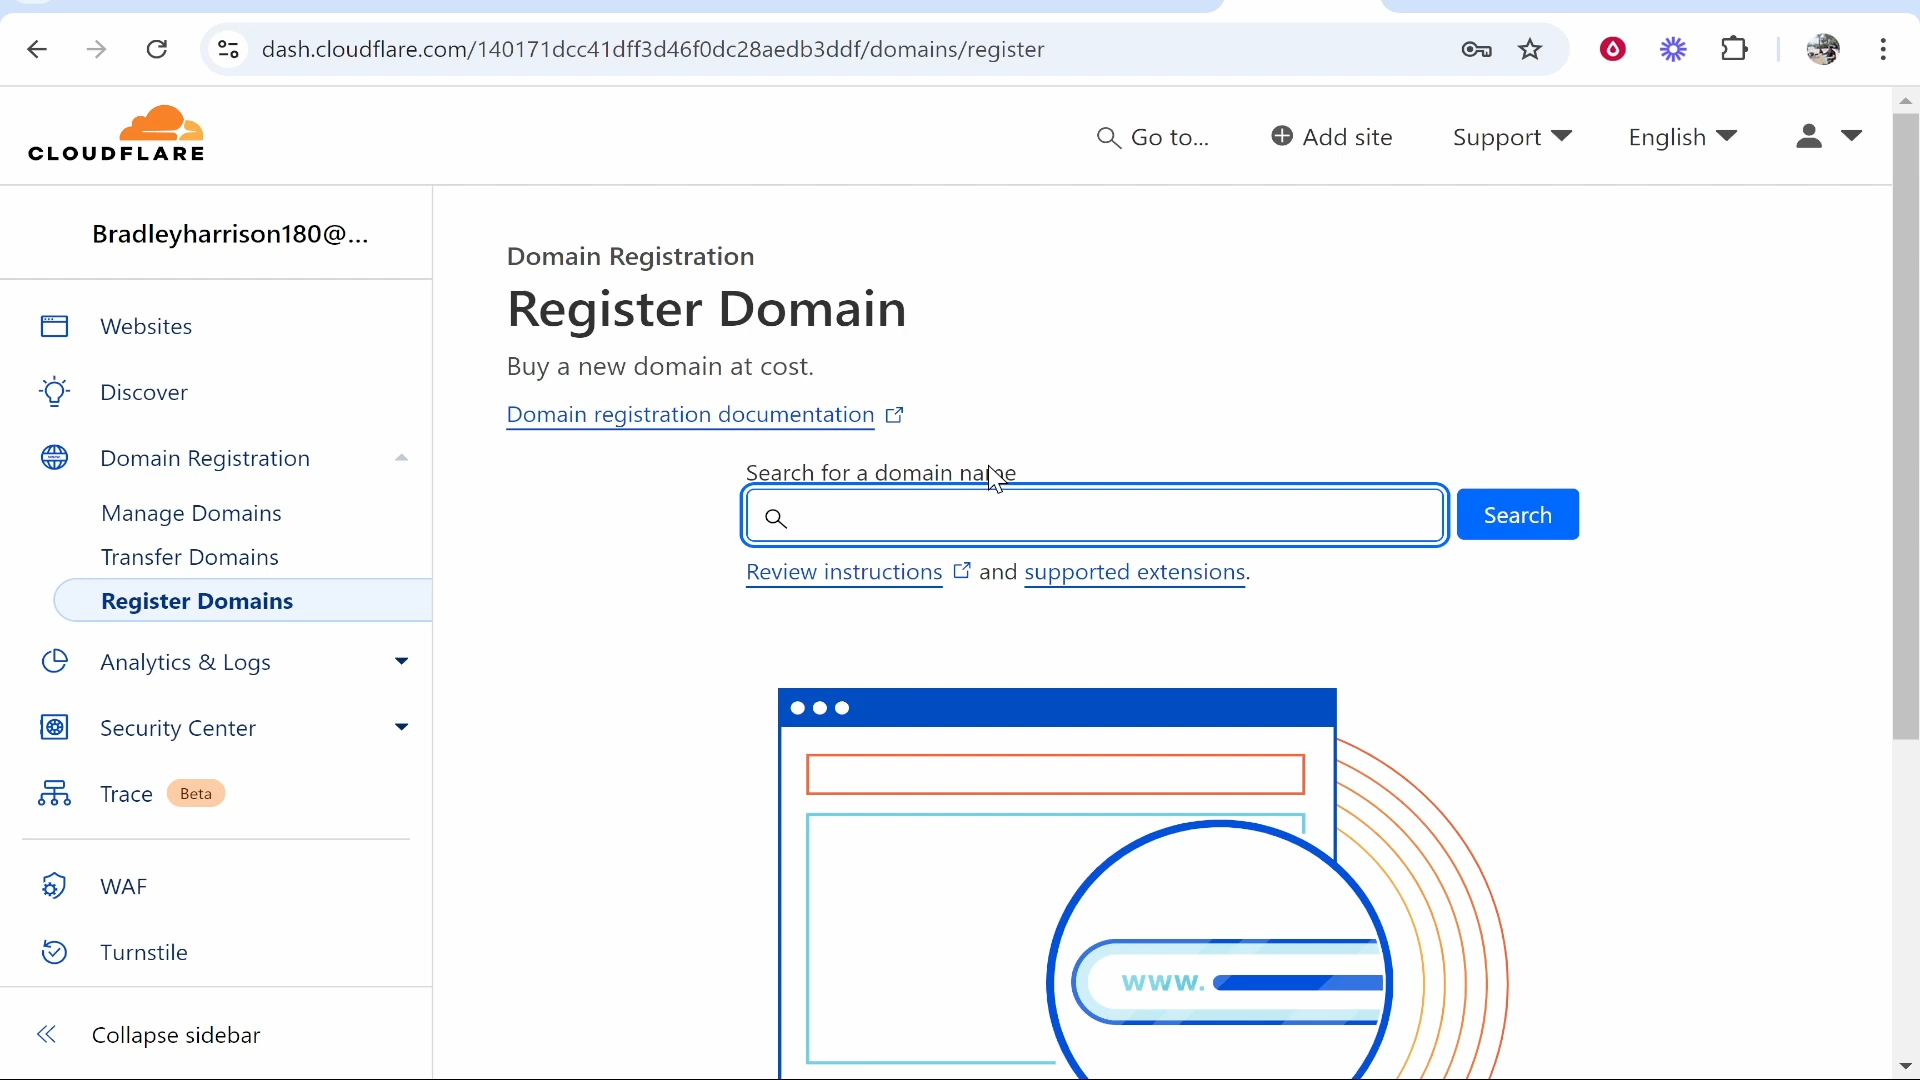 dash.cloudflare.com/140171dcc41dff3d46f0dc28aedb3ddf/domains/register
CLOUDFLARE
Go to...
Add site
Support
English
Bradleyharrison180@...
Websites
Discover
Domain Registration
Manage Domains
Transfer Domains
Register Domains
Analytics & Logs
Security Center
Trace Beta
WAF
Turnstile
Collapse sidebar
Domain Registration
Register Domain
Buy a new domain at cost.
Domain registration documentation
Search for a domain name
Search
Review instructions and supported extensions.
www.